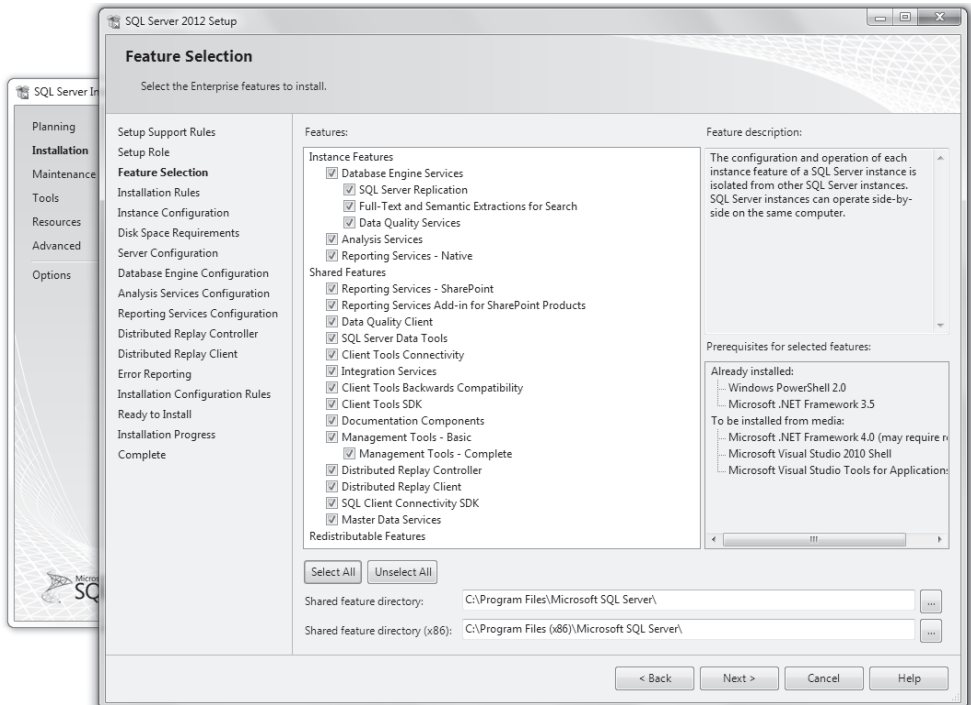 SQL Server 2012 Setup
Feature Selection
Select the Enterprise features to install.
SQL Server In
Planning
Installation
Maintenance
Tools
Resources
Advanced
Options
Micros
SQ
Setup Support Rules
Setup Role
Feature Selection
Installation Rules
Instance Configuration
Disk Space Requirements
Server Configuration
Database Engine Configuration
Analysis Services Configuration
Reporting Services Configuration
Distributed Replay Controller
Distributed Replay Client
Error Reporting
Installation Configuration Rules
Ready to Install
Installation Progress
Complete
Features:
Instance Features
Database Engine Services
SQL Server Replication
Full-Text and Semantic Extractions for Search
Data Quality Services
Analysis Services
Reporting Services - Native
Shared Features
Reporting Services - SharePoint
Reporting Services Add-in for SharePoint Products
Data Quality Client
SQL Server Data Tools
Client Tools Connectivity
Integration Services
Client Tools Backwards Compatibility
Client Tools SDK
Documentation Components
Management Tools - Basic
Management Tools - Complete
Distributed Replay Controller
Distributed Replay Client
SQL Client Connectivity SDK
Master Data Services
Redistributable Features
Feature description:
The configuration and operation of each
instance feature of a SQL Server instance is
isolated from other SQL Server instances.
SQL Server instances can operate side-by-
side on the same computer.
Prerequisites for selected features:
Already installed:
Windows PowerShell 2.0
Microsoft .NET Framework 3.5
To be installed from media:
Microsoft .NET Framework 4.0 (may require r
Microsoft Visual Studio 2010 Shell
Microsoft Visual Studio Tools for Applications
Select All
Unselect All
Shared feature directory:
C:\Program Files\Microsoft SQL Server\
...
Shared feature directory (x86):
C:\Program Files (x86)\Microsoft SQL Server\
...
< Back
Next >
Cancel
Help